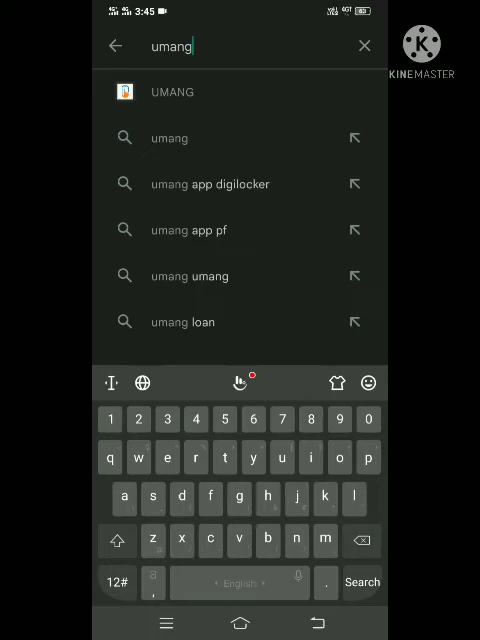 3:45
umang
K
KINEMASTER
UMANG
umang
umang app digilocker
umang app pf
umang umang
umang loan
1 2 3 4 5 6 7 8 9 0
q w e r t y u i o p
a s d f g h j k l
z x c v b n m
12# , English . Search